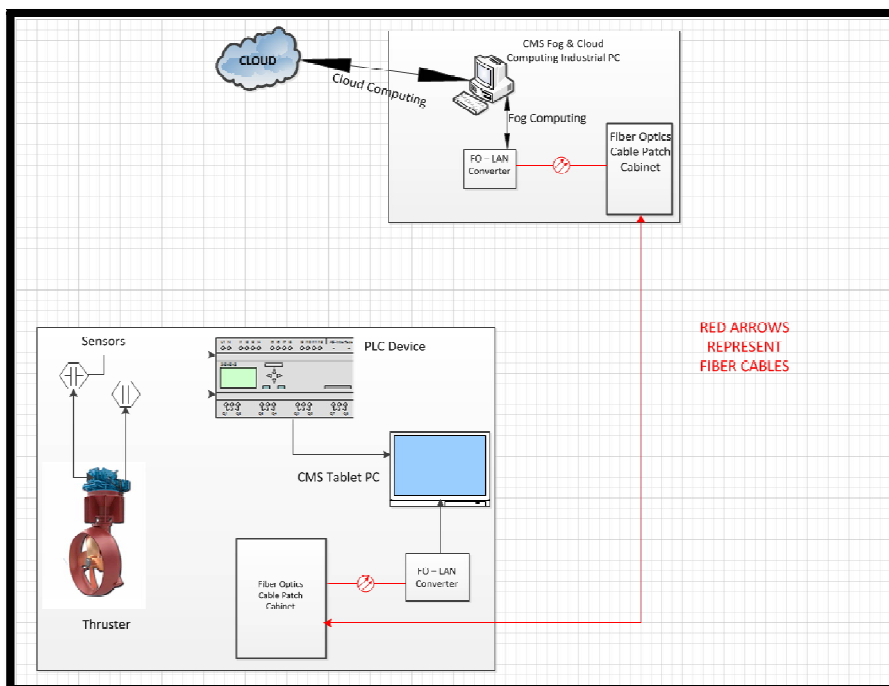 CLOUD
Cloud Computing
CMS Fog & Cloud
Computing Industrial PC
Fog Computing
FO – LAN
Converter
Fiber Optics
Cable Patch
Cabinet
RED ARROWS
REPRESENT
FIBER CABLES
Sensors
PLC Device
CMS Tablet PC
Fiber Optics
Cable Patch
Cabinet
FO – LAN
Converter
Thruster